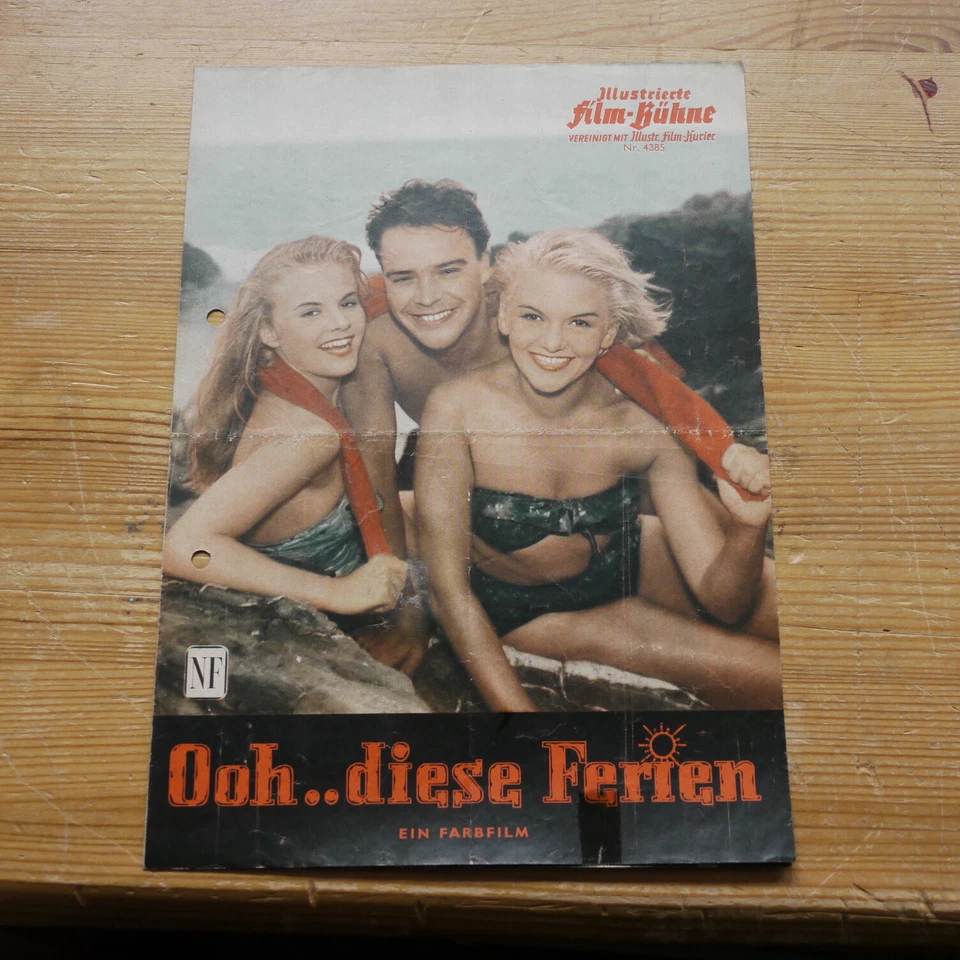 Illustrierte
Film-Bühne
VEREINIGT MIT Illustr. Film-Kurier
Nr. 4385
NF
Ooh..diese Ferien
EIN FARBFILM